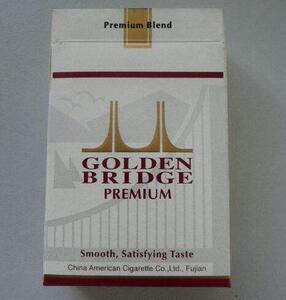 Premium Blend
GOLDEN
BRIDGE
PREMIUM
Smooth, Satisfying Taste
China American Cigarette Co.,Ltd., Fujian